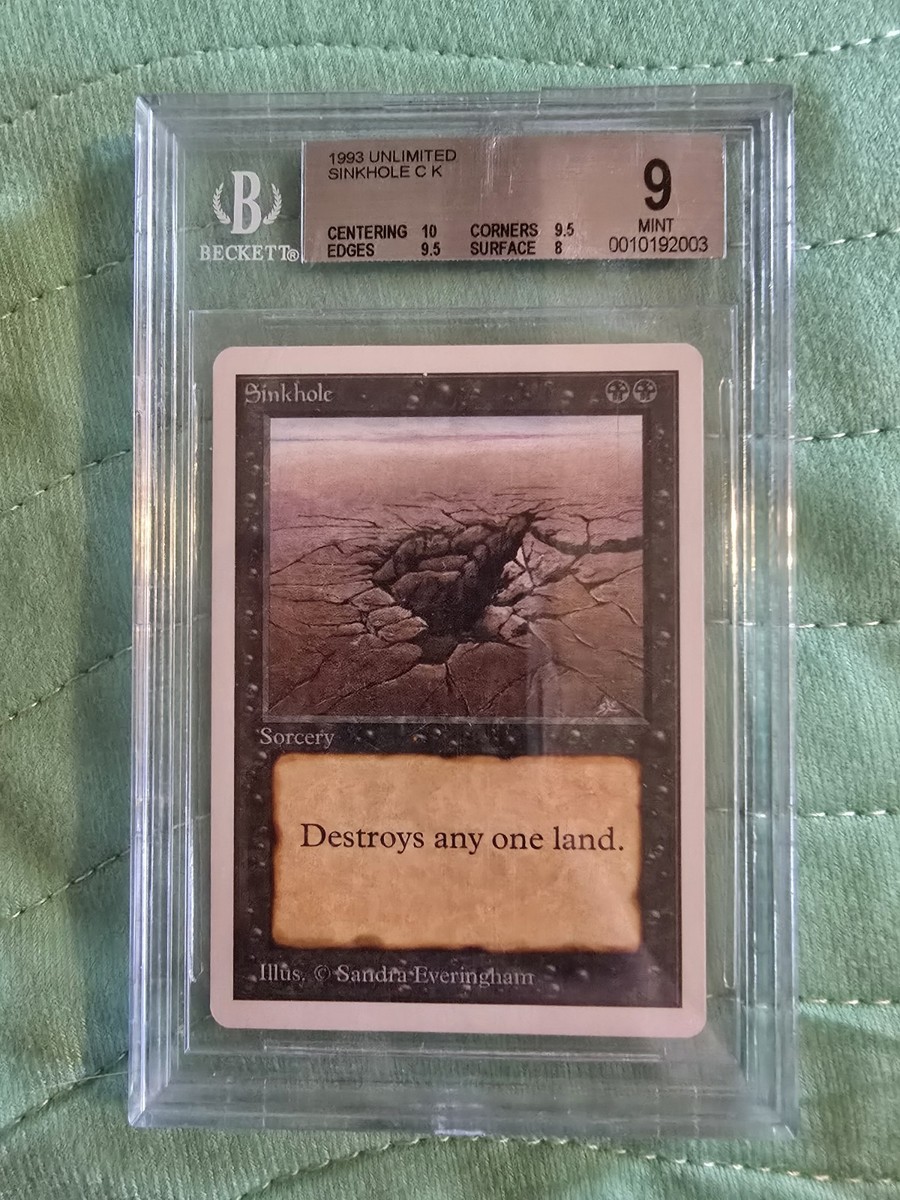 1993 UNLIMITED
SINKHOLE C K
9
MINT
CENTERING 10 CORNERS 9.5
EDGES 9.5 SURFACE 8
0010192003
B
BECKETT®
Sinkhole
Sorcery
Destroys any one land.
Illus. © Sandra Everingham